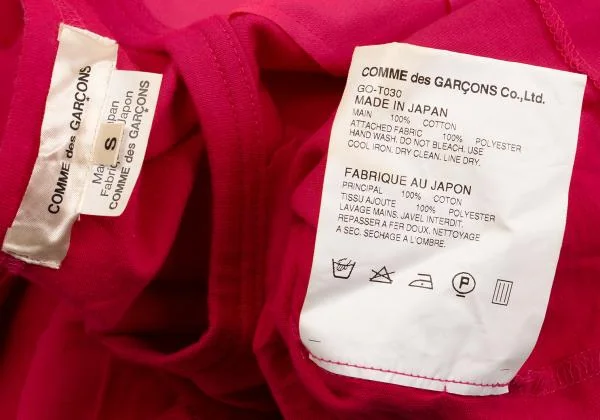 COMME des GARÇONS
S
Made in Japan
Fabriqué au Japon
COMME des GARÇONS
COMME des GARÇONS Co.,Ltd.
GO-T030
MADE IN JAPAN
MAIN 100% COTTON
ATTACHED FABRIC 100% POLYESTER
HAND WASH. DO NOT BLEACH. USE
COOL IRON. DRY CLEAN. LINE DRY.
FABRIQUE AU JAPON
PRINCIPAL 100% COTON
TISSU AJOUTE 100% POLYESTER
LAVAGE MAINS. JAVEL INTERDIT.
REPASSER A FER DOUX. NETTOYAGE
A SEC. SECHAGE A L'OMBRE.
P